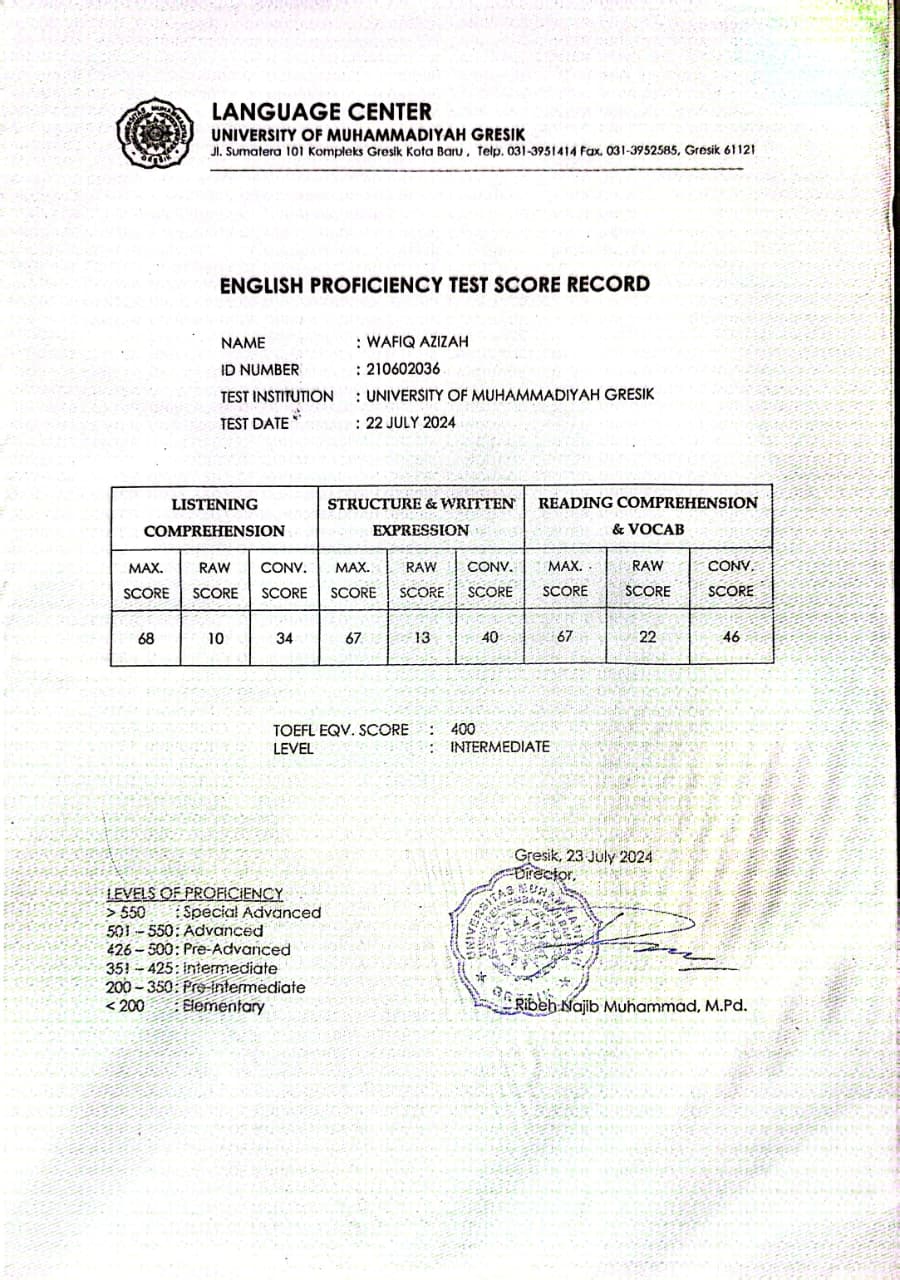 LANGUAGE CENTER
UNIVERSITY OF MUHAMMADIYAH GRESIK
Jl. Sumatera 101 Kompleks Gresik Kota Baru , Telp. 031-3951414 Fax. 031-3952585, Gresik 61121
ENGLISH PROFICIENCY TEST SCORE RECORD
NAME : WAFIQ AZIZAH
ID NUMBER : 210602036
TEST INSTITUTION : UNIVERSITY OF MUHAMMADIYAH GRESIK
TEST DATE : 22 JULY 2024
LISTENING COMPREHENSION STRUCTURE & WRITTEN EXPRESSION READING COMPREHENSION & VOCAB
MAX. SCORE RAW SCORE CONV. SCORE MAX. SCORE RAW SCORE CONV. SCORE MAX. SCORE RAW SCORE CONV. SCORE
68 10 34 67 13 40 67 22 46
TOEFL EQV. SCORE : 400
LEVEL : INTERMEDIATE
Gresik, 23 July 2024
Director,
LEVELS OF PROFICIENCY
> 550 : Special Advanced
501 – 550 : Advanced
426 – 500 : Pre-Advanced
351 – 425 : Intermediate
200 – 350 : Pre-Intermediate
< 200 : Elementary
UNIVERSITAS MUHAMMADIYAH
GRESIK
Ribeh Najib Muhammad, M.Pd.